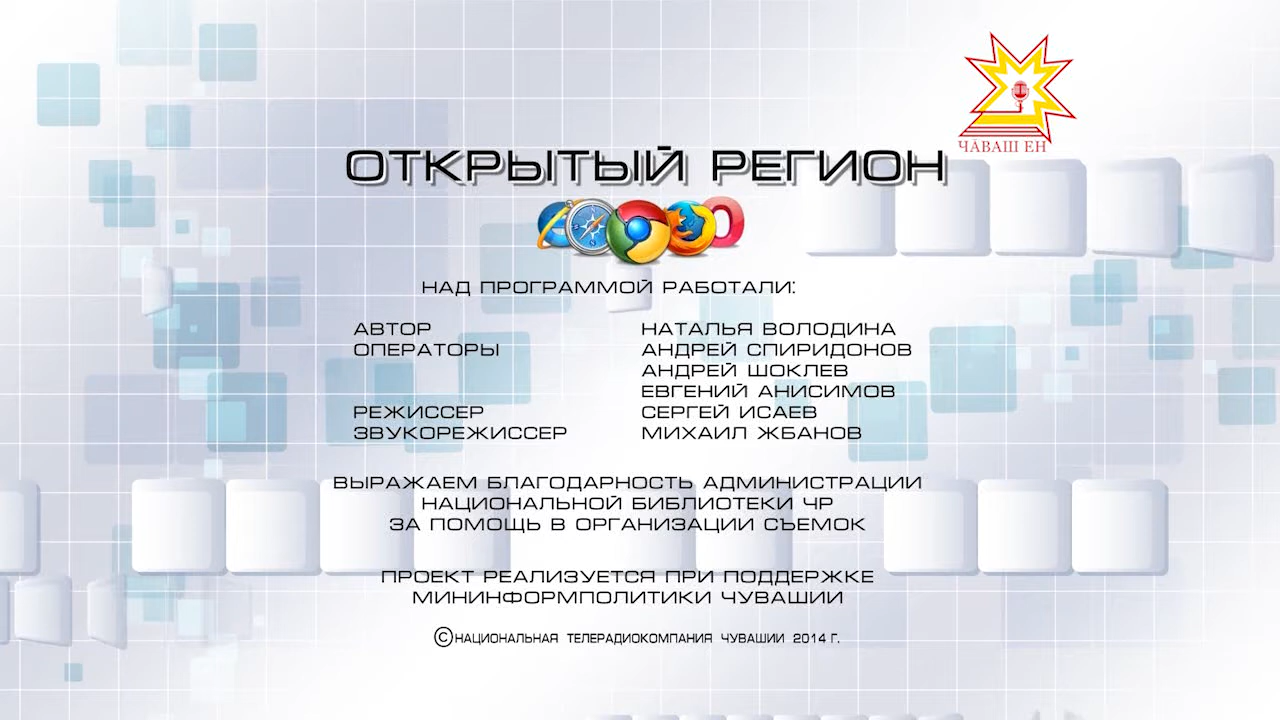 ЧӐВАШ ЕН
ОТКРЫТЫЙ РЕГИОН
НАД ПРОГРАММОЙ РАБОТАЛИ:
АВТОР НАТАЛЬЯ ВОЛОДИНА
ОПЕРАТОРЫ АНДРЕЙ СПИРИДОНОВ
АНДРЕЙ ШОКЛЕВ
ЕВГЕНИЙ АНИСИМОВ
РЕЖИССЕР СЕРГЕЙ ИСАЕВ
ЗВУКОРЕЖИССЕР МИХАИЛ ЖБАНОВ
ВЫРАЖАЕМ БЛАГОДАРНОСТЬ АДМИНИСТРАЦИИ
НАЦИОНАЛЬНОЙ БИБЛИОТЕКИ ЧР
ЗА ПОМОЩЬ В ОРГАНИЗАЦИИ СЪЕМОК
ПРОЕКТ РЕАЛИЗУЕТСЯ ПРИ ПОДДЕРЖКЕ
МИНИНФОРМПОЛИТИКИ ЧУВАШИИ
©НАЦИОНАЛЬНАЯ ТЕЛЕРАДИОКОМПАНИЯ ЧУВАШИИ 2014 Г.